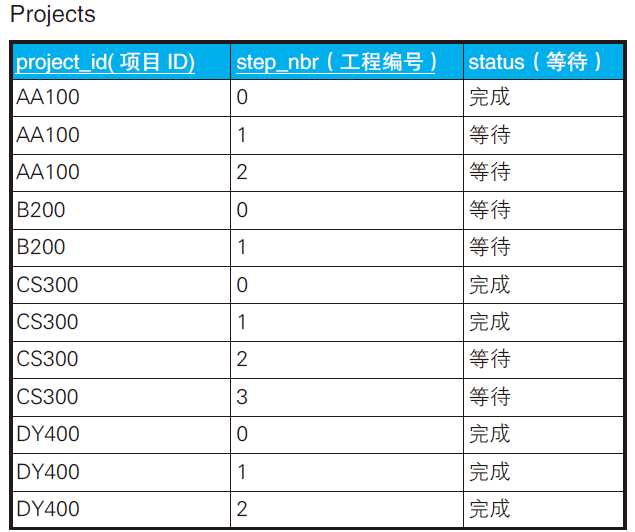 Projects
project_id( 项目 ID) step_nbr（工程编号） status（等待）
AA100 0 完成
AA100 1 等待
AA100 2 等待
B200 0 等待
B200 1 等待
CS300 0 完成
CS300 1 完成
CS300 2 等待
CS300 3 等待
DY400 0 完成
DY400 1 完成
DY400 2 完成